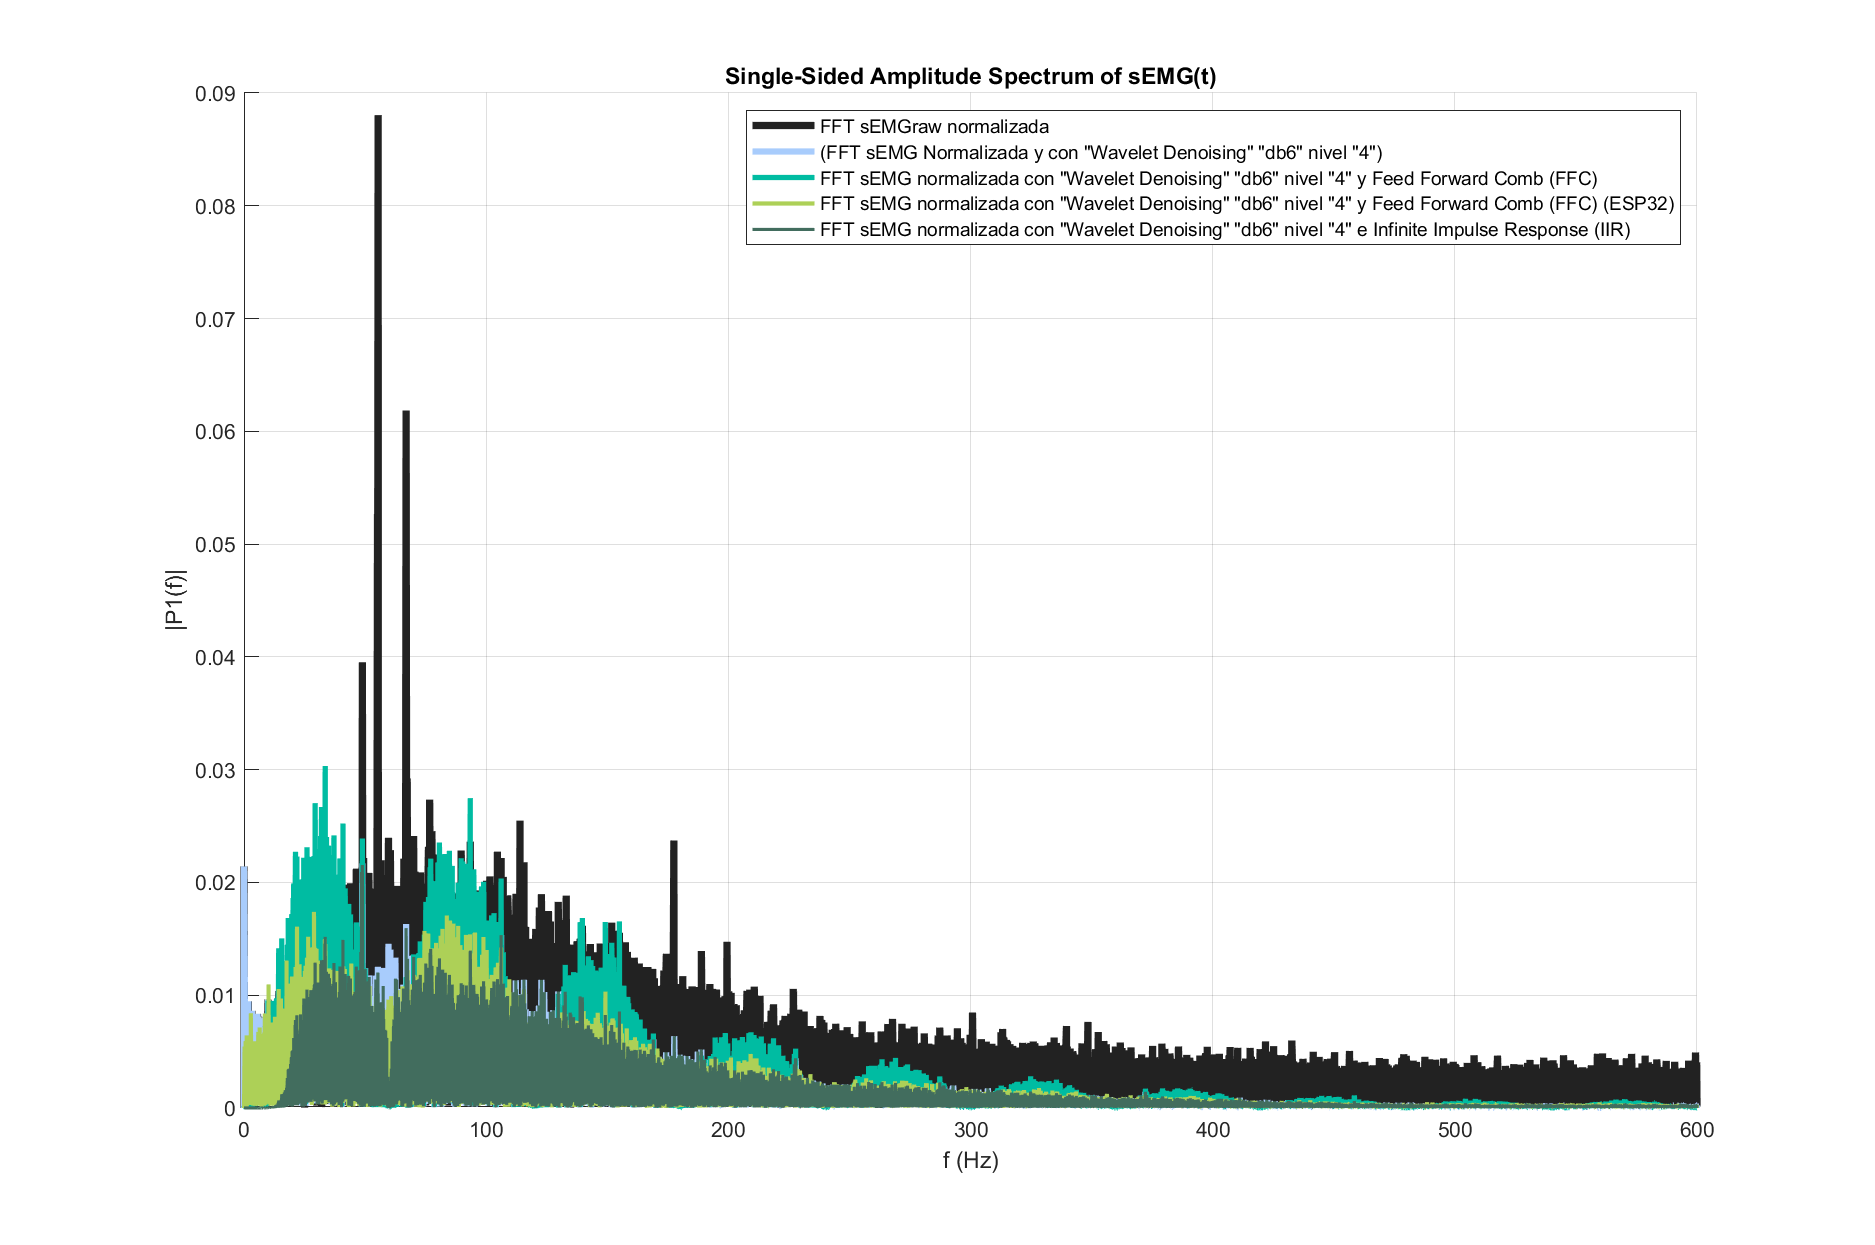 Single-Sided Amplitude Spectrum of sEMG(t)
0.09
FFT sEMGraw normalizada
(FFT sEMG Normalizada y con "Wavelet Denoising" "db6" nivel "4")
FFT sEMG normalizada con "Wavelet Denoising" "db6" nivel "4" y Feed Forward Comb (FFC)
FFT sEMG normalizada con "Wavelet Denoising" "db6" nivel "4" y Feed Forward Comb (FFC) (ESP32)
FFT sEMG normalizada con "Wavelet Denoising" "db6" nivel "4" e Infinite Impulse Response (IIR)
0.08
0.07
0.06
0.05
|P1(f)|
0.04
0.03
0.02
0.01
0
0 100 200 300 400 500 600
f (Hz)